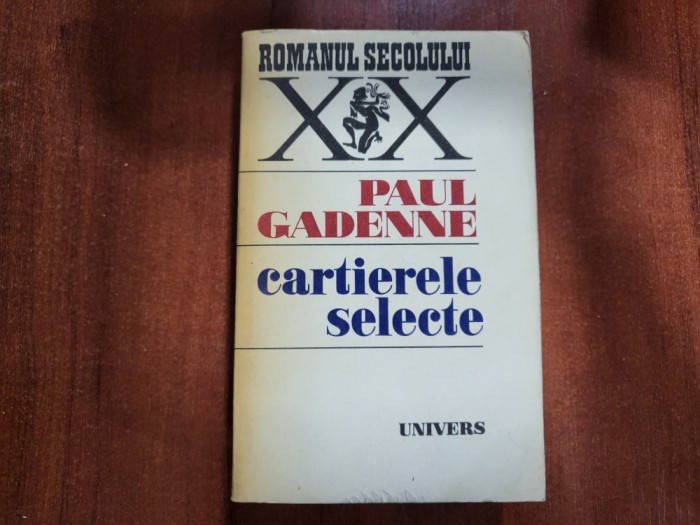 ROMANUL SECOLULUI
XX
PAUL
GADENNE
cartierele
selecte
UNIVERS